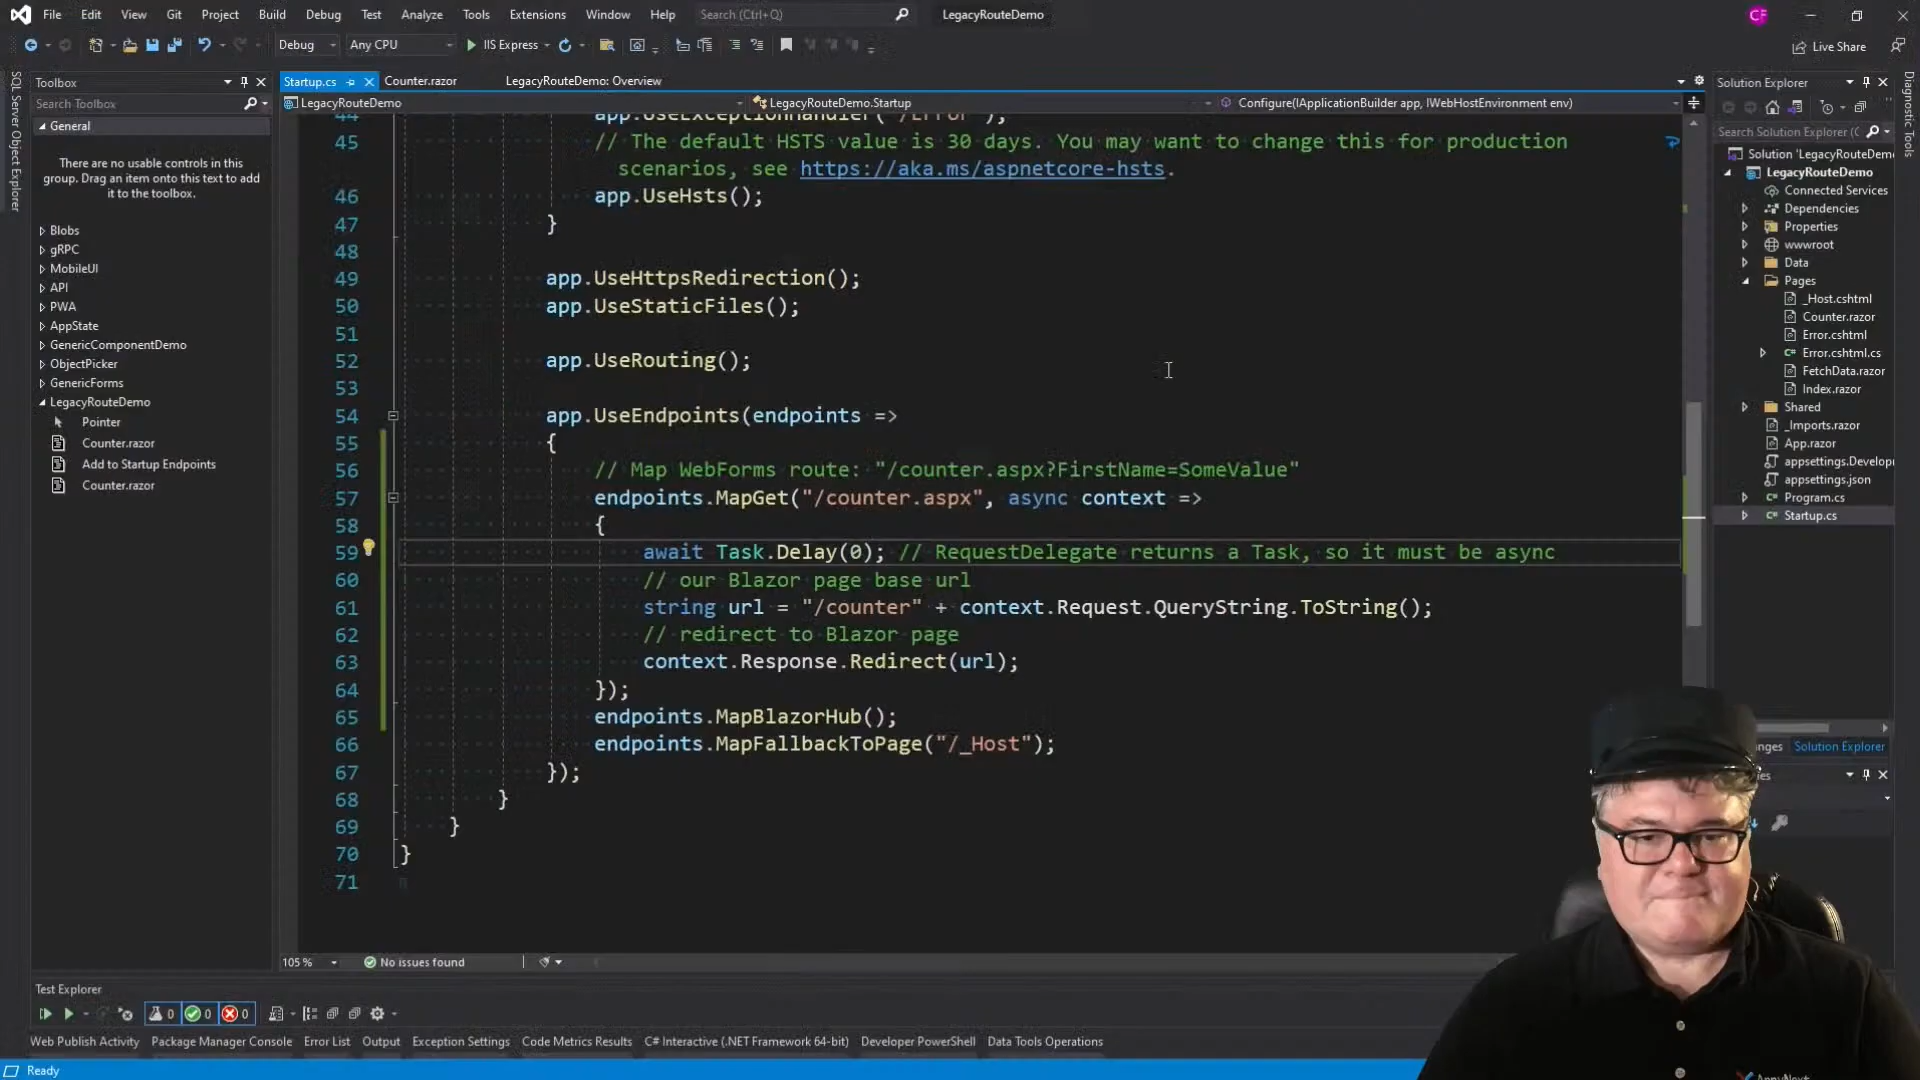 File Edit View Git Project Build Debug Test Analyze Tools Extensions Window Help Search (Ctrl+Q) LegacyRouteDemo CF
Debug Any CPU IIS Express Live Share
SQL Server Object Explorer
Toolbox
Search Toolbox
General
There are no usable controls in this
group. Drag an item onto this text to add
it to the toolbox.
Blobs
gRPC
MobileUI
API
PWA
AppState
GenericComponentDemo
ObjectPicker
GenericForms
LegacyRouteDemo
Pointer
Counter.razor
Add to Startup Endpoints
Counter.razor
Startup.cs Counter.razor LegacyRouteDemo: Overview
LegacyRouteDemo LegacyRouteDemo.Startup Configure(IApplicationBuilder app, IWebHostEnvironment env)
44 app.UseExceptionHandler("/Error");
45 // The default HSTS value is 30 days. You may want to change this for production
scenarios, see https://aka.ms/aspnetcore-hsts.
46 app.UseHsts();
47 }
48
49 app.UseHttpsRedirection();
50 app.UseStaticFiles();
51
52 app.UseRouting();
53
54 app.UseEndpoints(endpoints =>
55 {
56 // Map WebForms route: "/counter.aspx?FirstName=SomeValue"
57 endpoints.MapGet("/counter.aspx", async context =>
58 {
59 await Task.Delay(0); // RequestDelegate returns a Task, so it must be async
60 // our Blazor page base url
61 string url = "/counter" + context.Request.QueryString.ToString();
62 // redirect to Blazor page
63 context.Response.Redirect(url);
64 });
65 endpoints.MapBlazorHub();
66 endpoints.MapFallbackToPage("/_Host");
67 });
68 }
69 }
70 }
71
105 % No issues found
Solution Explorer
Search Solution Explorer (C
Solution 'LegacyRouteDemo
LegacyRouteDemo
Connected Services
Dependencies
Properties
wwwroot
Data
Pages
_Host.cshtml
Counter.razor
Error.cshtml
Error.cshtml.cs
FetchData.razor
Index.razor
Shared
_Imports.razor
App.razor
appsettings.Develop
appsettings.json
Program.cs
Startup.cs
anges Solution Explorer
ies
Diagnostic Tools
Test Explorer
0 0 0
Web Publish Activity Package Manager Console Error List Output Exception Settings Code Metrics Results C# Interactive (.NET Framework 64-bit) Developer PowerShell Data Tools Operations
Ready